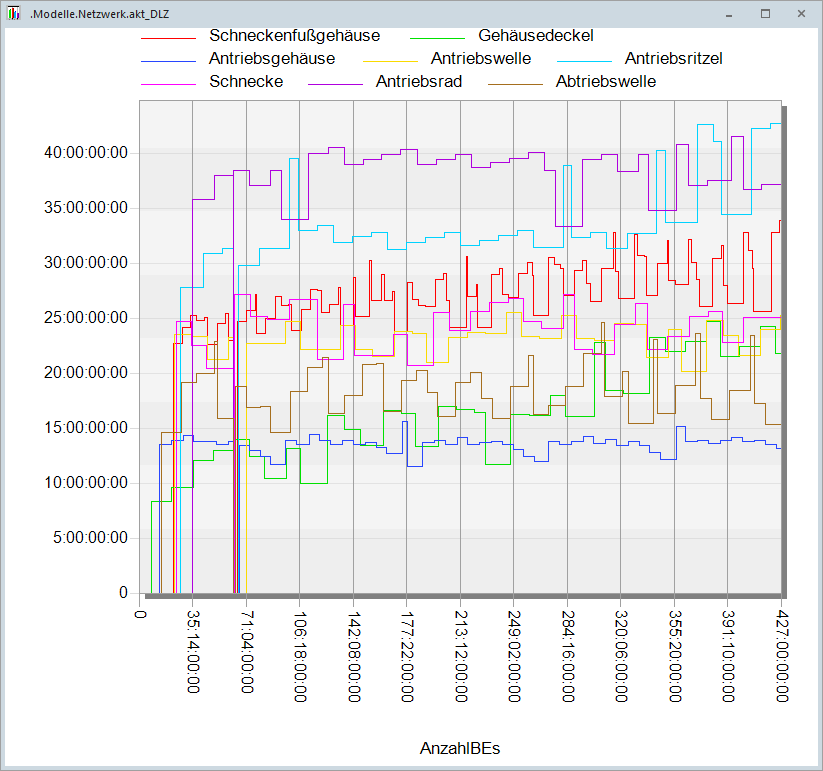 .Modelle.Netzwerk.akt_DLZ
Schneckenfußgehäuse Gehäusedeckel
Antriebsgehäuse Antriebswelle Antriebsritzel
Schnecke Antriebsrad Abtriebswelle
40:00:00:00
35:00:00:00
30:00:00:00
25:00:00:00
20:00:00:00
15:00:00:00
10:00:00:00
5:00:00:00
0
0 35:14:00:00 71:04:00:00 106:18:00:00 142:08:00:00 177:22:00:00 213:12:00:00 249:02:00:00 284:16:00:00 320:06:00:00 355:20:00:00 391:10:00:00 427:00:00:00
AnzahlBEs